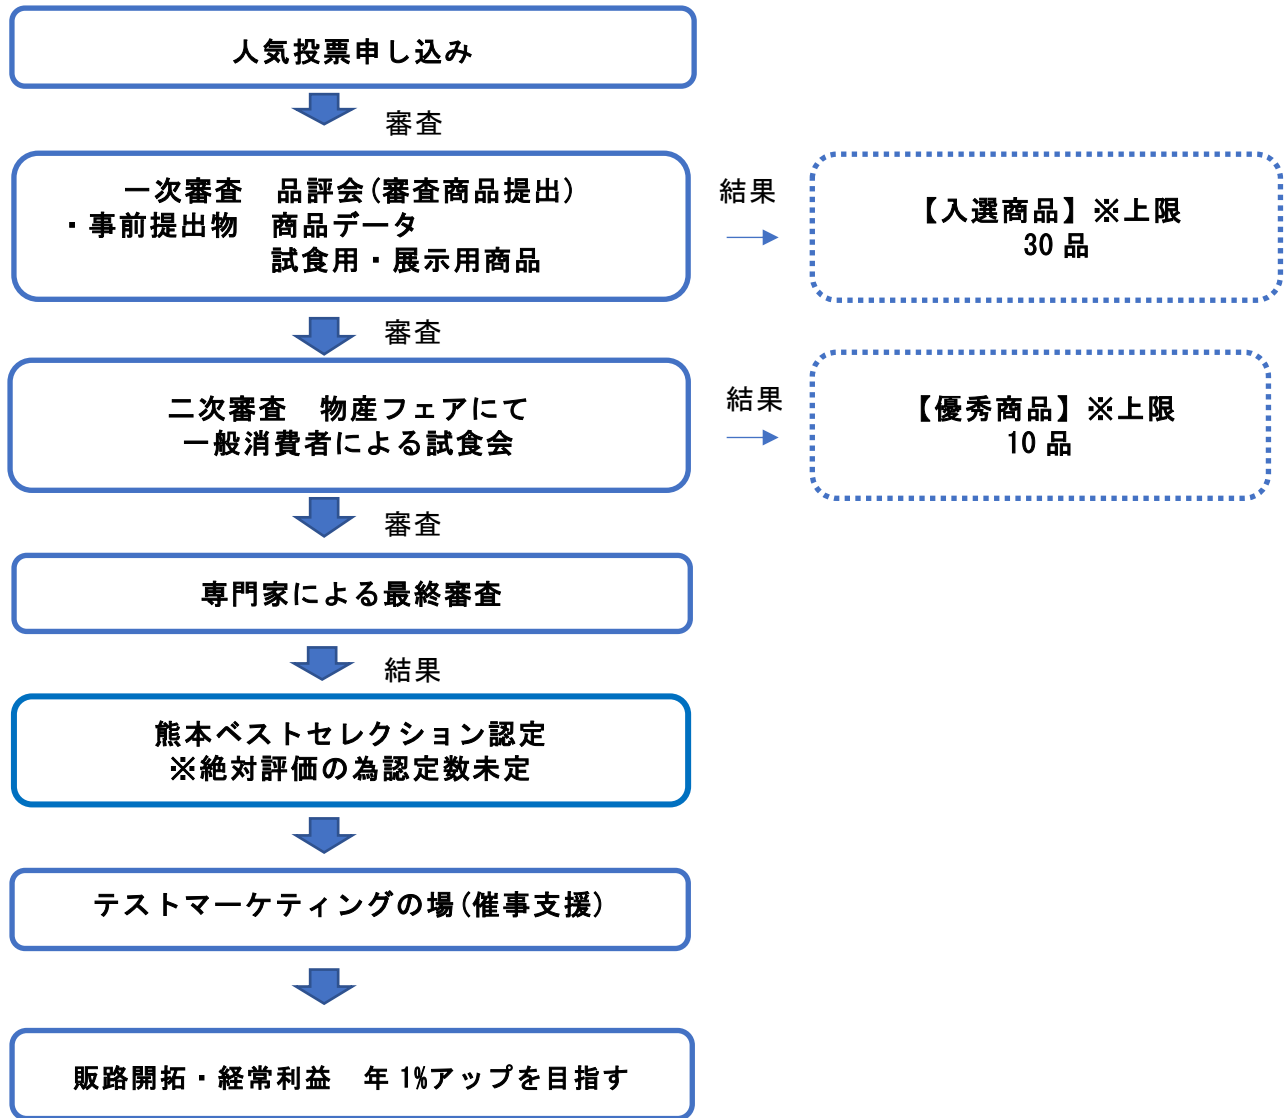 人気投票申し込み
審査
一次審査　品評会(審査商品提出)
・事前提出物　商品データ
試食用・展示用商品
結果
【入選商品】※上限
30 品
審査
二次審査　物産フェアにて
一般消費者による試食会
結果
【優秀商品】※上限
10 品
審査
専門家による最終審査
結果
熊本ベストセレクション認定
※絶対評価の為認定数未定
テストマーケティングの場(催事支援)
販路開拓・経常利益　年 1%アップを目指す